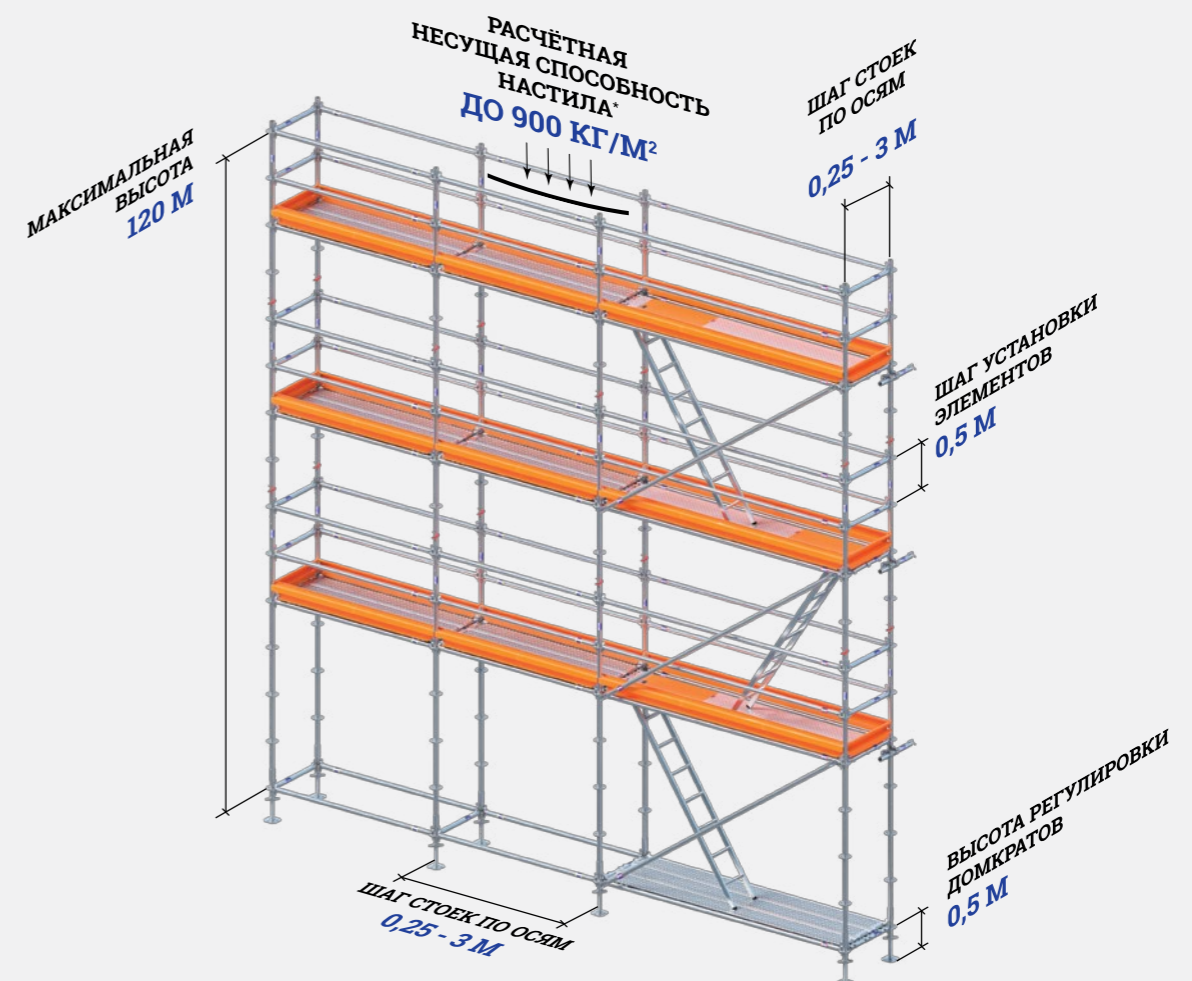 РАСЧЁТНАЯ
НЕСУЩАЯ СПОСОБНОСТЬ
НАСТИЛА*
ДО 900 КГ/М²
ШАГ СТОЕК
ПО ОСЯМ
0,25 - 3 М
МАКСИМАЛЬНАЯ
ВЫСОТА
120 М
ШАГ УСТАНОВКИ
ЭЛЕМЕНТОВ
0,5 М
ВЫСОТА РЕГУЛИРОВКИ
ДОМКРАТОВ
0,5 М
ШАГ СТОЕК ПО ОСЯМ
0,25 - 3 М